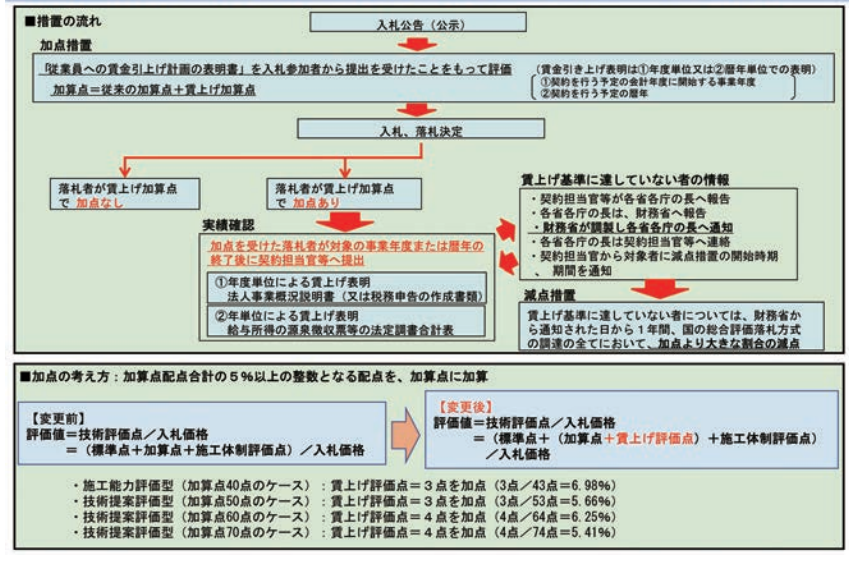 ■措置の流れ
入札公告（公示）
加点措置
「従業員への賃金引上げ計画の表明書」を入札参加者から提出を受けたことをもって評価
加算点＝従来の加算点＋賃上げ加算点
（賃金引き上げ表明は①年度単位又は②暦年単位での表明）
①契約を行う予定の会計年度に開始する事業年度
②契約を行う予定の暦年
入札、落札決定
落札者が賃上げ加算点
で 加点なし
落札者が賃上げ加算点
で 加点あり
実績確認
加点を受けた落札者が対象の事業年度または暦年の
終了後に契約担当官等へ提出
①年度単位による賃上げ表明
法人事業概況説明書（又は税務申告の作成書類）
②年単位による賃上げ表明
給与所得の源泉徴収票等の法定調書合計表
賃上げ基準に達していない者の情報
・契約担当官等が各省各庁の長へ報告
・各省各庁の長は、財務省へ報告
・財務省が調製し各省各庁の長へ通知
・各省各庁の長は契約担当官等へ連絡
・契約担当官から対象者に減点措置の開始時期
、期間を通知
減点措置
賃上げ基準に達していない者については、財務省か
ら通知された日から１年間、国の総合評価落札方式
の調達の全てにおいて、加点より大きな割合の減点
■加点の考え方：加算点配点合計の５％以上の整数となる配点を、加算点に加算
【変更前】
評価値＝技術評価点／入札価格
＝（標準点＋加算点＋施工体制評価点）／入札価格
【変更後】
評価値＝技術評価点／入札価格
＝（標準点＋（加算点＋賃上げ評価点）＋施工体制評価点）
／入札価格
・施工能力評価型（加算点40点のケース）：賃上げ評価点＝３点を加点（3点／43点＝6.98％）
・技術提案評価型（加算点50点のケース）：賃上げ評価点＝３点を加点（3点／53点＝5.66％）
・技術提案評価型（加算点60点のケース）：賃上げ評価点＝４点を加点（4点／64点＝6.25％）
・技術提案評価型（加算点70点のケース）：賃上げ評価点＝４点を加点（4点／74点＝5.41％）